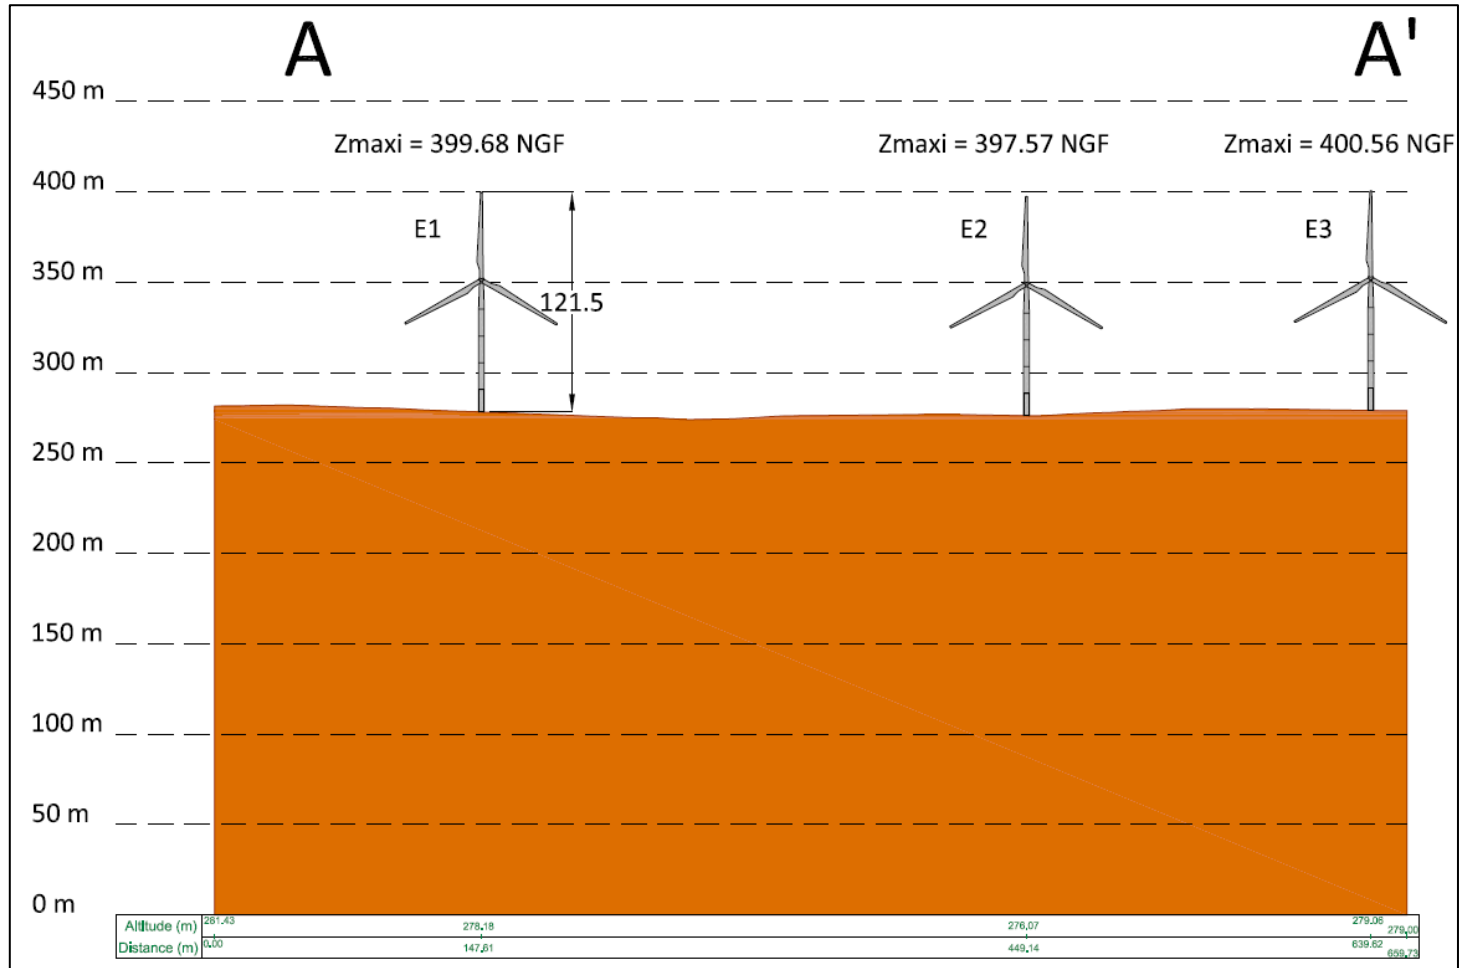 A A'
450 m
Zmaxi = 399.68 NGF Zmaxi = 397.57 NGF Zmaxi = 400.56 NGF
400 m
E1 E2 E3
350 m
121.5
300 m
250 m
200 m
150 m
100 m
50 m
0 m
Altitude (m) 281.43 278.18 276.07 279.06 279.00
Distance (m) 0.00 147.61 449.14 639.62 659.73